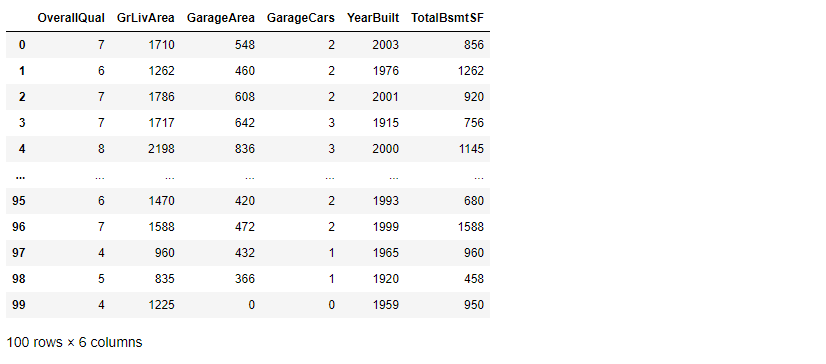 OverallQual GrLivArea GarageArea GarageCars YearBuilt TotalBsmtSF
0 7 1710 548 2 2003 856
1 6 1262 460 2 1976 1262
2 7 1786 608 2 2001 920
3 7 1717 642 3 1915 756
4 8 2198 836 3 2000 1145
... ... ... ... ... ... ...
95 6 1470 420 2 1993 680
96 7 1588 472 2 1999 1588
97 4 960 432 1 1965 960
98 5 835 366 1 1920 458
99 4 1225 0 0 1959 950
100 rows × 6 columns